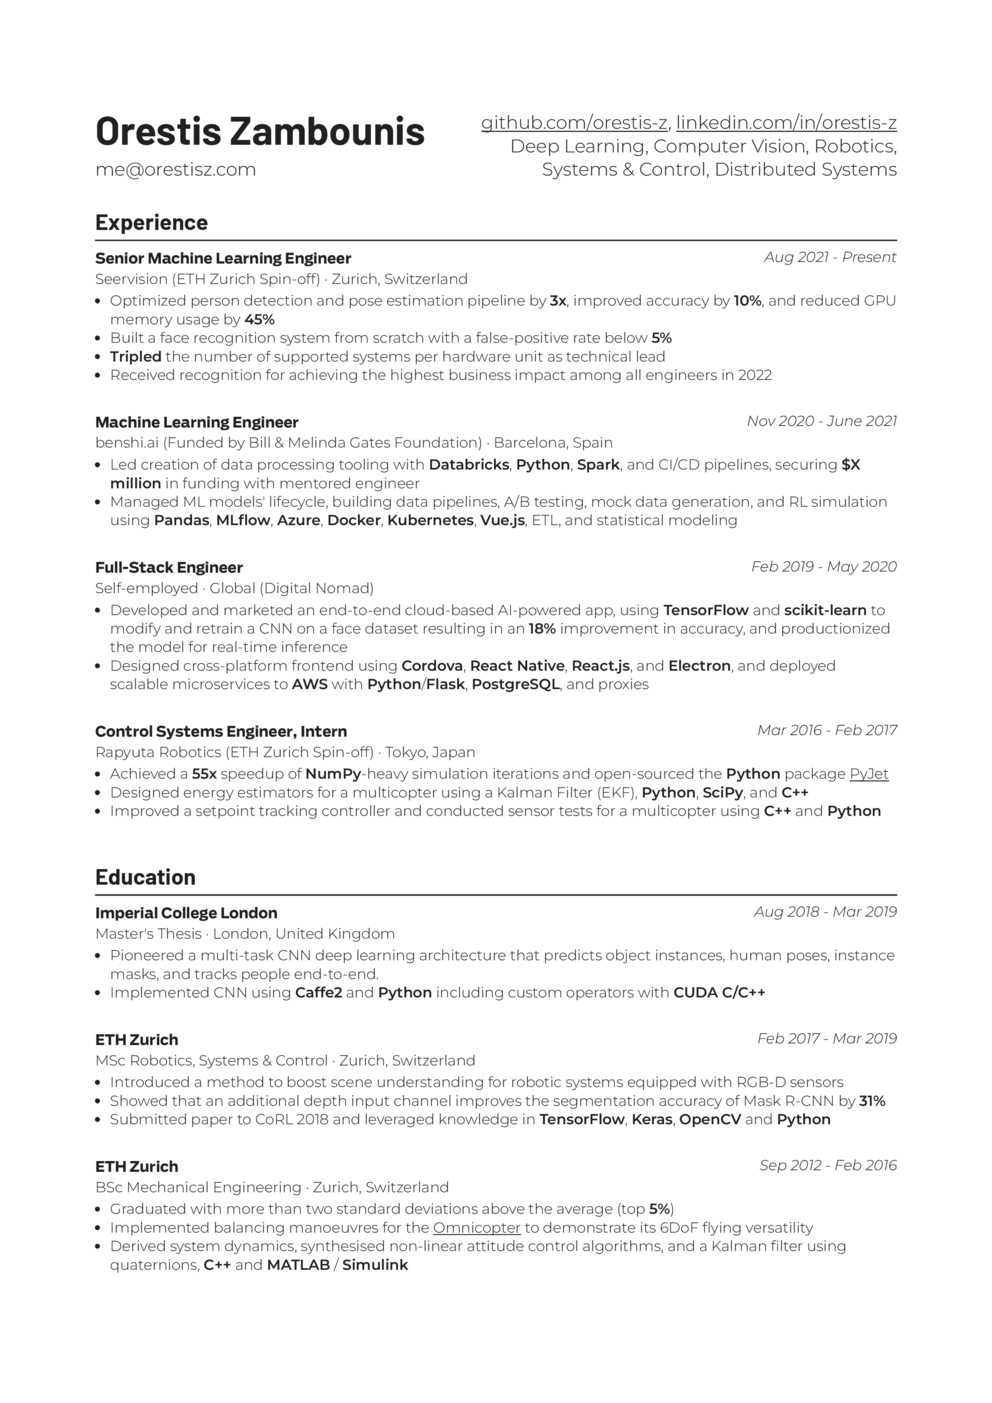 Orestis Zambounis
me@orestisz.com
github.com/orestis-z, linkedin.com/in/orestis-z
Deep Learning, Computer Vision, Robotics,
Systems & Control, Distributed Systems
Experience
Senior Machine Learning Engineer
Aug 2021 - Present
Seervision (ETH Zurich Spin-off) · Zurich, Switzerland
• Optimized person detection and pose estimation pipeline by 3x, improved accuracy by 10%, and reduced GPU
memory usage by 45%
• Built a face recognition system from scratch with a false-positive rate below 5%
• Tripled the number of supported systems per hardware unit as technical lead
• Received recognition for achieving the highest business impact among all engineers in 2022
Machine Learning Engineer
Nov 2020 - June 2021
benshi.ai (Funded by Bill & Melinda Gates Foundation) · Barcelona, Spain
• Led creation of data processing tooling with Databricks, Python, Spark, and CI/CD pipelines, securing $X
million in funding with mentored engineer
• Managed ML models' lifecycle, building data pipelines, A/B testing, mock data generation, and RL simulation
using Pandas, MLflow, Azure, Docker, Kubernetes, Vue.js, ETL, and statistical modeling
Full-Stack Engineer
Feb 2019 - May 2020
Self-employed · Global (Digital Nomad)
• Developed and marketed an end-to-end cloud-based AI-powered app, using TensorFlow and scikit-learn to
modify and retrain a CNN on a face dataset resulting in an 18% improvement in accuracy, and productionized
the model for real-time inference
• Designed cross-platform frontend using Cordova, React Native, React.js, and Electron, and deployed
scalable microservices to AWS with Python/Flask, PostgreSQL, and proxies
Control Systems Engineer, Intern
Mar 2016 - Feb 2017
Rapyuta Robotics (ETH Zurich Spin-off) · Tokyo, Japan
• Achieved a 55x speedup of NumPy-heavy simulation iterations and open-sourced the Python package PyJet
• Designed energy estimators for a multicopter using a Kalman Filter (EKF), Python, SciPy, and C++
• Improved a setpoint tracking controller and conducted sensor tests for a multicopter using C++ and Python
Education
Imperial College London
Aug 2018 - Mar 2019
Master's Thesis · London, United Kingdom
• Pioneered a multi-task CNN deep learning architecture that predicts object instances, human poses, instance
masks, and tracks people end-to-end.
• Implemented CNN using Caffe2 and Python including custom operators with CUDA C/C++
ETH Zurich
Feb 2017 - Mar 2019
MSc Robotics, Systems & Control · Zurich, Switzerland
• Introduced a method to boost scene understanding for robotic systems equipped with RGB-D sensors
• Showed that an additional depth input channel improves the segmentation accuracy of Mask R-CNN by 31%
• Submitted paper to CoRL 2018 and leveraged knowledge in TensorFlow, Keras, OpenCV and Python
ETH Zurich
Sep 2012 - Feb 2016
BSc Mechanical Engineering · Zurich, Switzerland
• Graduated with more than two standard deviations above the average (top 5%)
• Implemented balancing manoeuvres for the Omnicopter to demonstrate its 6DoF flying versatility
• Derived system dynamics, synthesised non-linear attitude control algorithms, and a Kalman filter using
quaternions, C++ and MATLAB / Simulink